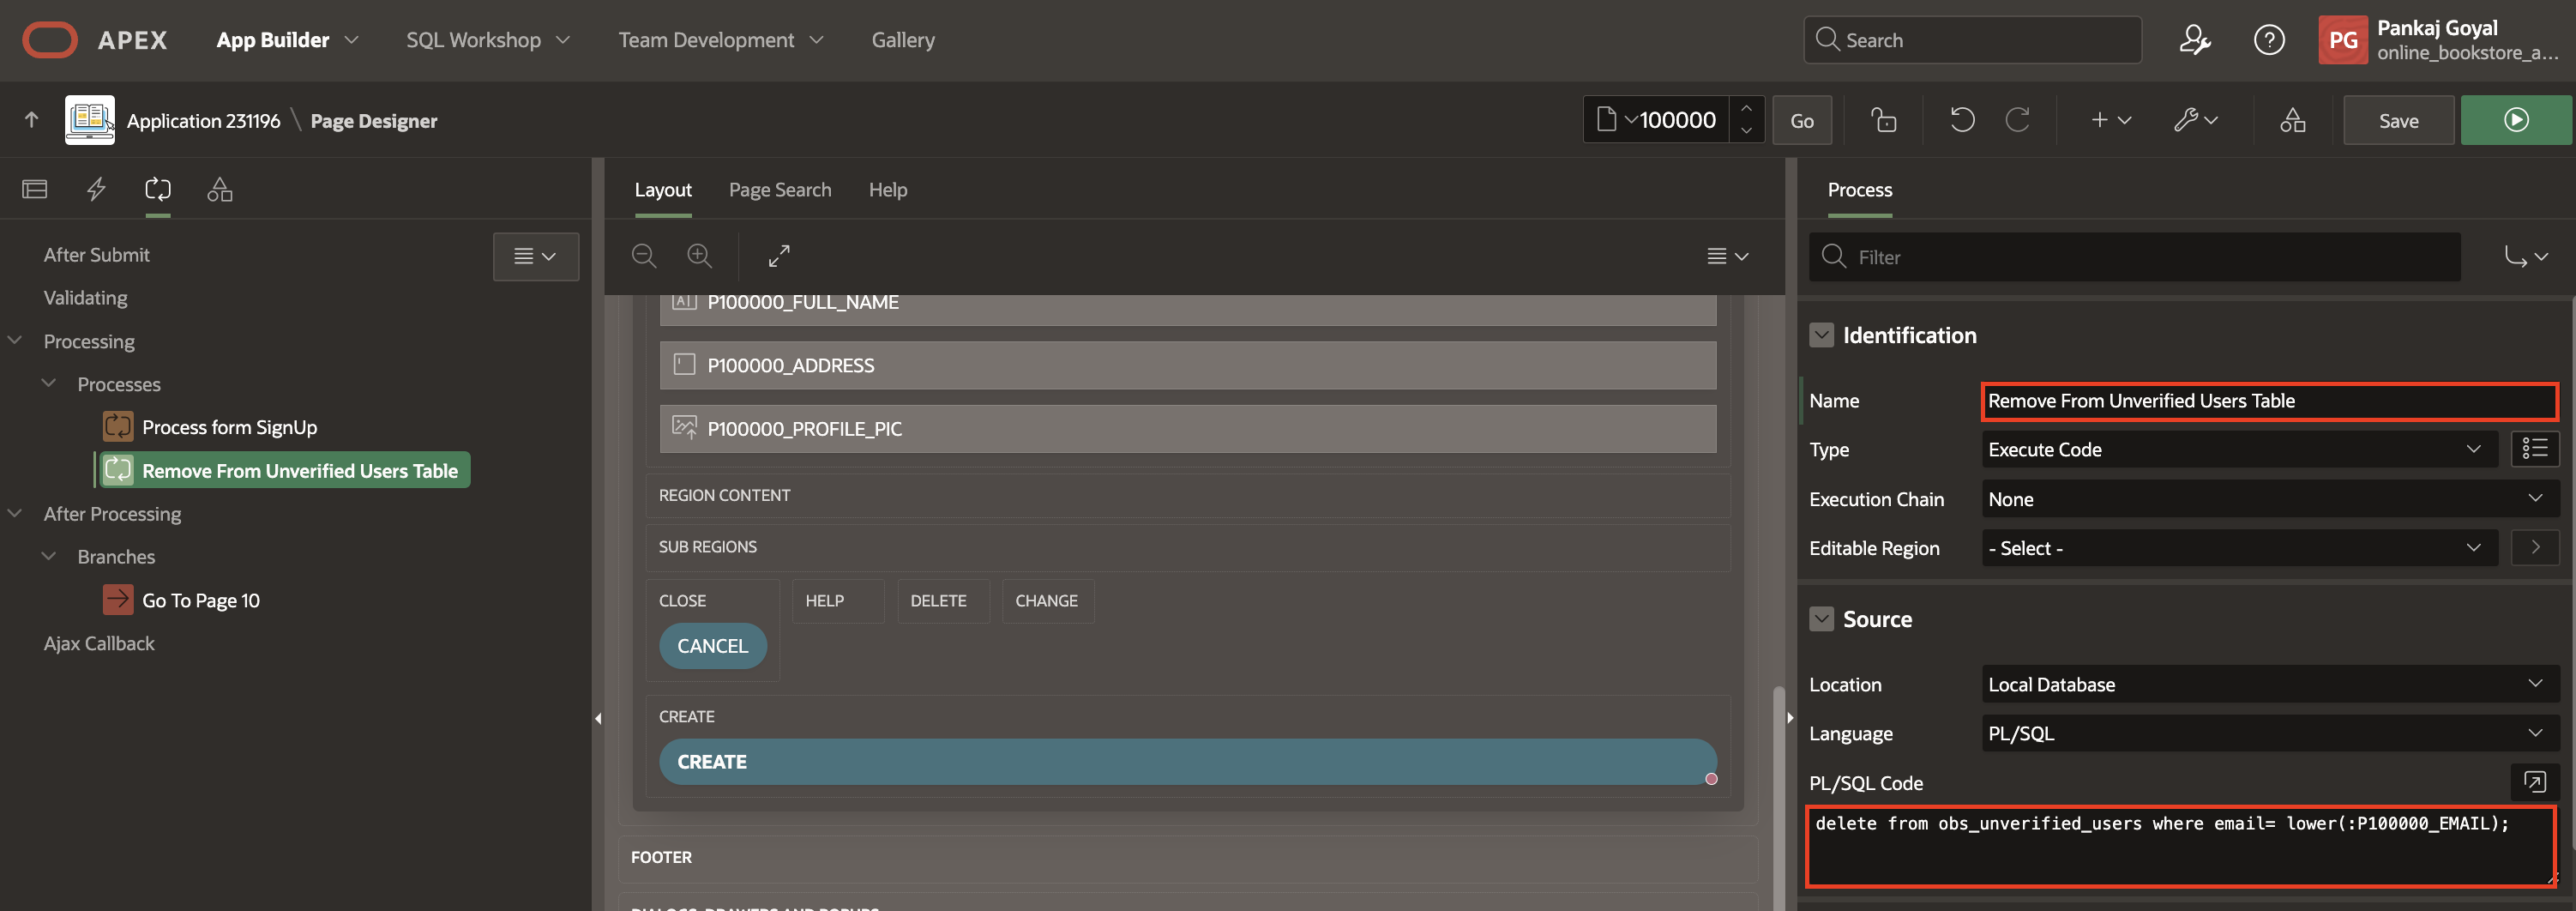 APEX App Builder SQL Workshop Team Development Gallery Search PG Pankaj Goyal
online_bookstore_a...
Application 231196 \ Page Designer 100000 Go Save
Layout Page Search Help
Process
After Submit
Validating
Processing
Processes
Process form SignUp
Remove From Unverified Users Table
After Processing
Branches
Go To Page 10
Ajax Callback
P100000_FULL_NAME
P100000_ADDRESS
P100000_PROFILE_PIC
REGION CONTENT
SUB REGIONS
CLOSE HELP DELETE CHANGE
CANCEL
CREATE
CREATE
FOOTER
Filter
Identification
Name Remove From Unverified Users Table
Type Execute Code
Execution Chain None
Editable Region - Select -
Source
Location Local Database
Language PL/SQL
PL/SQL Code
delete from obs_unverified_users where email= lower(:P100000_EMAIL);